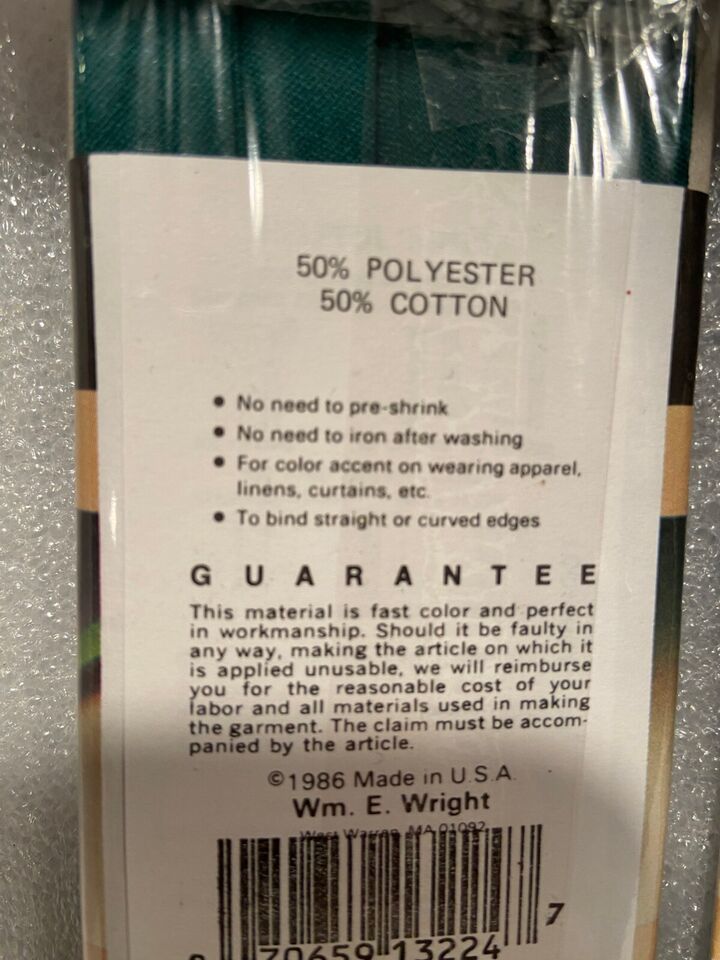 50% POLYESTER
50% COTTON
• No need to pre-shrink
• No need to iron after washing
• For color accent on wearing apparel,
linens, curtains, etc.
• To bind straight or curved edges
GUARANTEE
This material is fast color and perfect
in workmanship. Should it be faulty in
any way, making the article on which it
is applied unusable, we will reimburse
you for the reasonable cost of your
labor and all materials used in making
the garment. The claim must be accom-
panied by the article.
©1986 Made in U.S.A.
Wm. E. Wright
West Warren, MA 01092
70659 13224 7